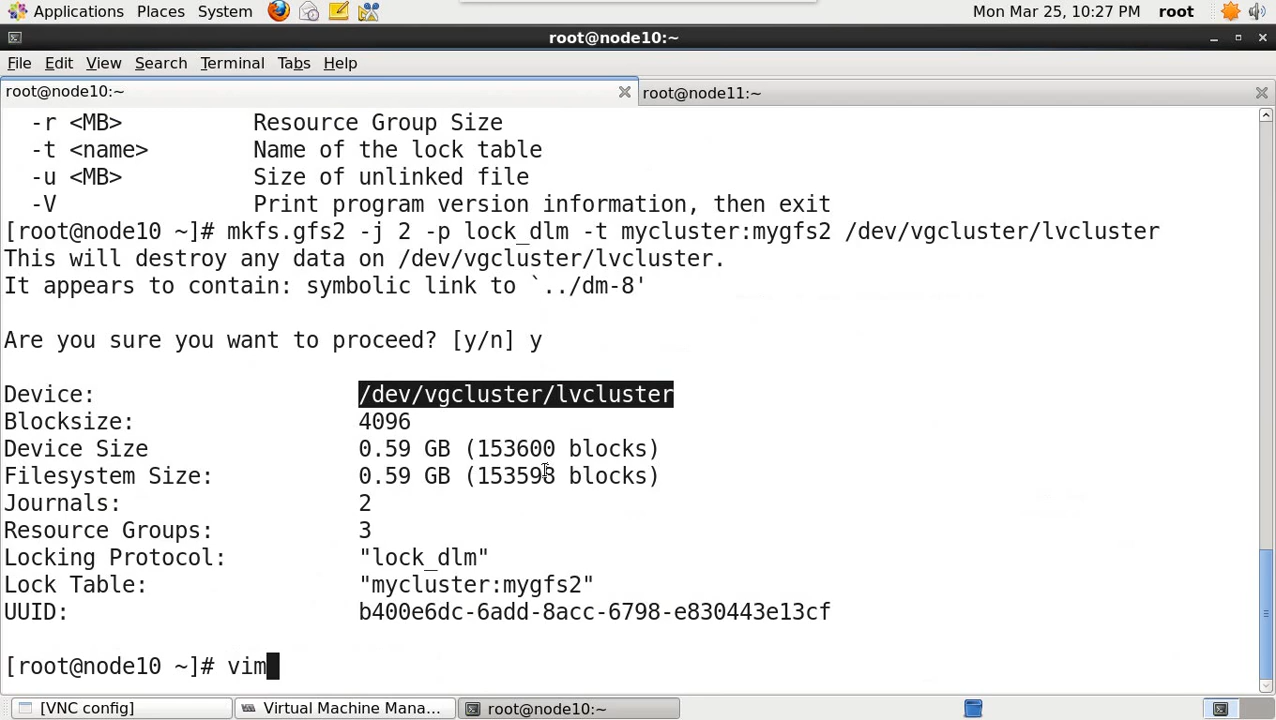 Applications Places System Mon Mar 25, 10:27 PM root
root@node10:~
File Edit View Search Terminal Tabs Help
root@node10:~ root@node11:~
-r <MB> Resource Group Size
-t <name> Name of the lock table
-u <MB> Size of unlinked file
-V Print program version information, then exit
[root@node10 ~]# mkfs.gfs2 -j 2 -p lock_dlm -t mycluster:mygfs2 /dev/vgcluster/lvcluster
This will destroy any data on /dev/vgcluster/lvcluster.
It appears to contain: symbolic link to `../dm-8'
Are you sure you want to proceed? [y/n] y
Device: /dev/vgcluster/lvcluster
Blocksize: 4096
Device Size 0.59 GB (153600 blocks)
Filesystem Size: 0.59 GB (153598 blocks)
Journals: 2
Resource Groups: 3
Locking Protocol: "lock_dlm"
Lock Table: "mycluster:mygfs2"
UUID: b400e6dc-6add-8acc-6798-e830443e13cf
[root@node10 ~]# vim
[VNC config] Virtual Machine Mana... root@node10:~